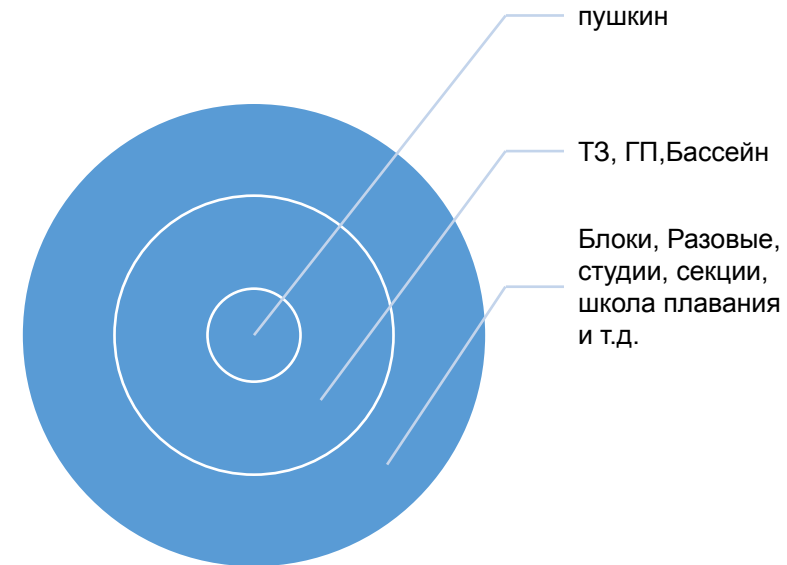 пушкин
ТЗ, ГП,Бассейн
Блоки, Разовые,
студии, секции,
школа плавания
и т.д.